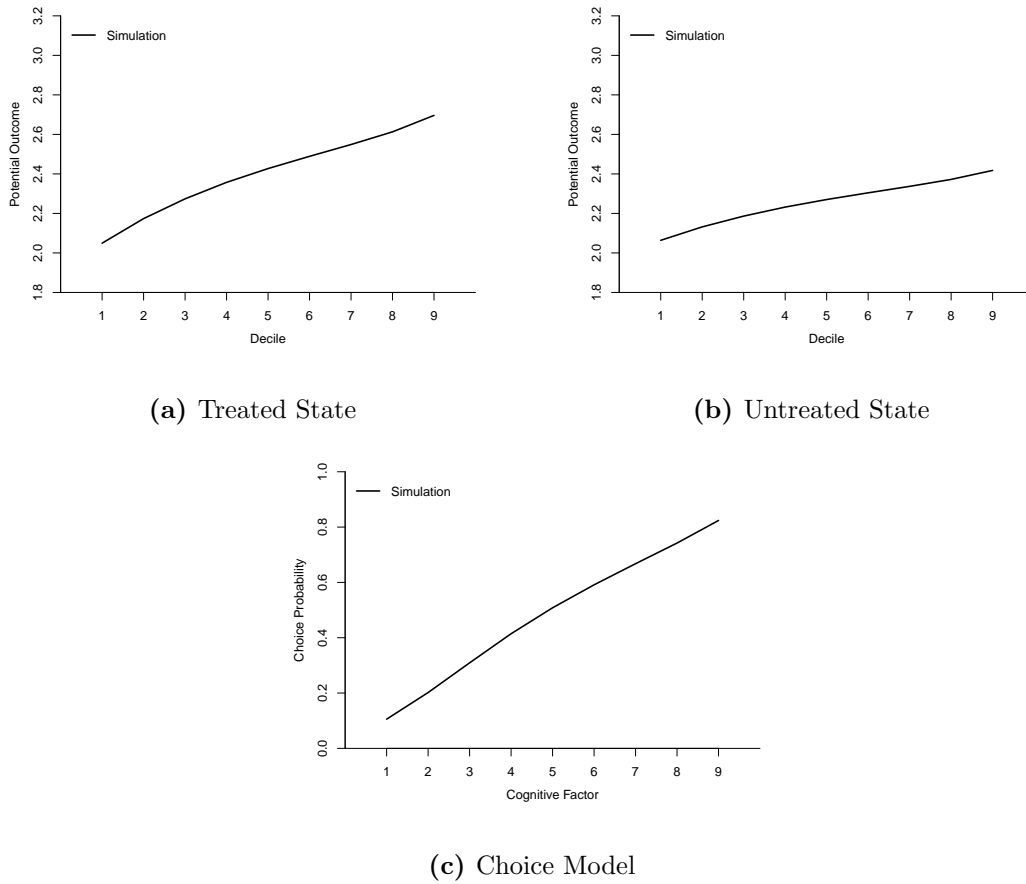 Simulation
Potential Outcome
3.2
3.0
2.8
2.6
2.4
2.2
2.0
1.8
1 2 3 4 5 6 7 8 9
Decile
(a) Treated State
Simulation
Potential Outcome
3.2
3.0
2.8
2.6
2.4
2.2
2.0
1.8
1 2 3 4 5 6 7 8 9
Decile
(b) Untreated State
Simulation
Choice Probability
1.0
0.8
0.6
0.4
0.2
0.0
1 2 3 4 5 6 7 8 9
Cognitive Factor
(c) Choice Model